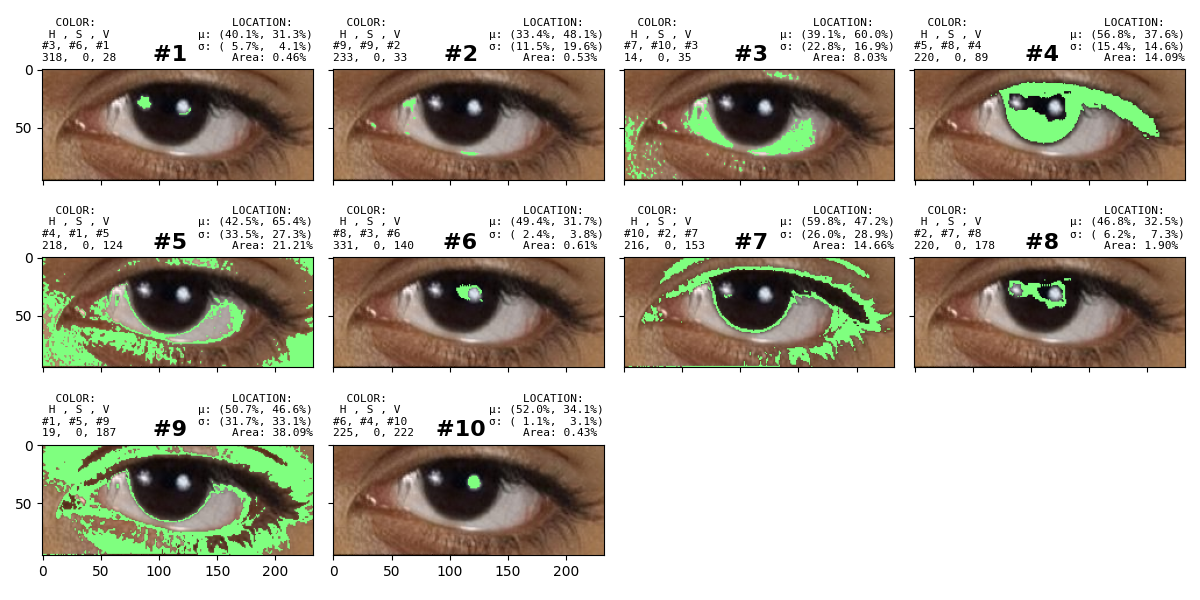 COLOR: LOCATION:
H , S , V μ: (40.1%, 31.3%)
#3, #6, #1 σ: ( 5.7%, 4.1%)
318, 0, 28 #1 Area: 0.46%
COLOR: LOCATION:
H , S , V μ: (33.4%, 48.1%)
#9, #9, #2 σ: (11.5%, 19.6%)
233, 0, 33 #2 Area: 0.53%
COLOR: LOCATION:
H , S , V μ: (39.1%, 60.0%)
#7, #10, #3 σ: (22.8%, 16.9%)
14, 0, 35 #3 Area: 8.03%
COLOR: LOCATION:
H , S , V μ: (56.8%, 37.6%)
#5, #8, #4 σ: (15.4%, 14.6%)
220, 0, 89 #4 Area: 14.09%
0
50
COLOR: LOCATION:
H , S , V μ: (42.5%, 65.4%)
#4, #1, #5 σ: (33.5%, 27.3%)
218, 0, 124 #5 Area: 21.21%
COLOR: LOCATION:
H , S , V μ: (49.4%, 31.7%)
#8, #3, #6 σ: ( 2.4%, 3.8%)
331, 0, 140 #6 Area: 0.61%
COLOR: LOCATION:
H , S , V μ: (59.8%, 47.2%)
#10, #2, #7 σ: (26.0%, 28.9%)
216, 0, 153 #7 Area: 14.66%
COLOR: LOCATION:
H , S , V μ: (46.8%, 32.5%)
#2, #7, #8 σ: ( 6.2%, 7.3%)
220, 0, 178 #8 Area: 1.90%
0
50
COLOR: LOCATION:
H , S , V μ: (50.7%, 46.6%)
#1, #5, #9 σ: (31.7%, 33.1%)
19, 0, 187 #9 Area: 38.09%
COLOR: LOCATION:
H , S , V μ: (52.0%, 34.1%)
#6, #4, #10 σ: ( 1.1%, 3.1%)
225, 0, 222 #10 Area: 0.43%
0
50
0 50 100 150 200
0 50 100 150 200